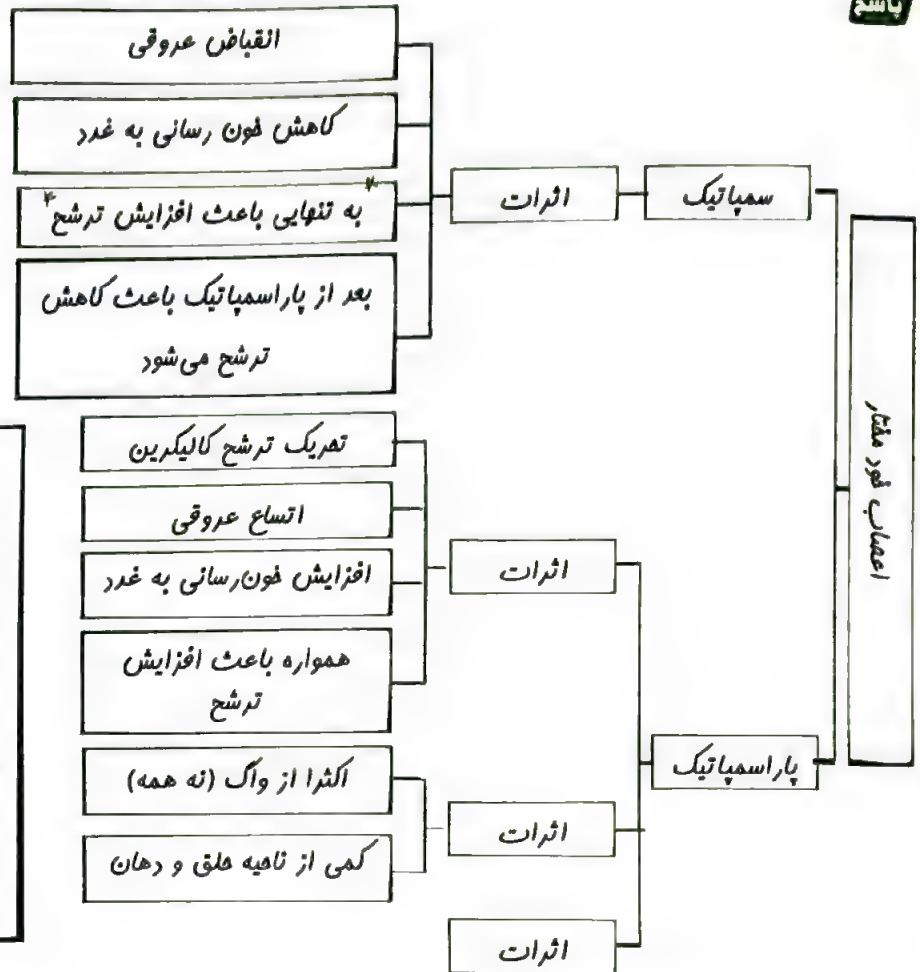 پاسخ
اعصاب خود مختار
سمپاتیک
اثرات
انقباض عروقی
کاهش خون رسانی به غدد
*به تنهایی باعث افزایش ترشح*
بعد از پاراسمپاتیک باعث کاهش
ترشح می‌شود
پاراسمپاتیک
اثرات
تحریک ترشح کالیکرین
اتساع عروقی
افزایش خون‌رسانی به غدد
همواره باعث افزایش
ترشح
اثرات
اکثرا از واگ (نه همه)
کمی از ناحیه حلق و دهان
اثرات